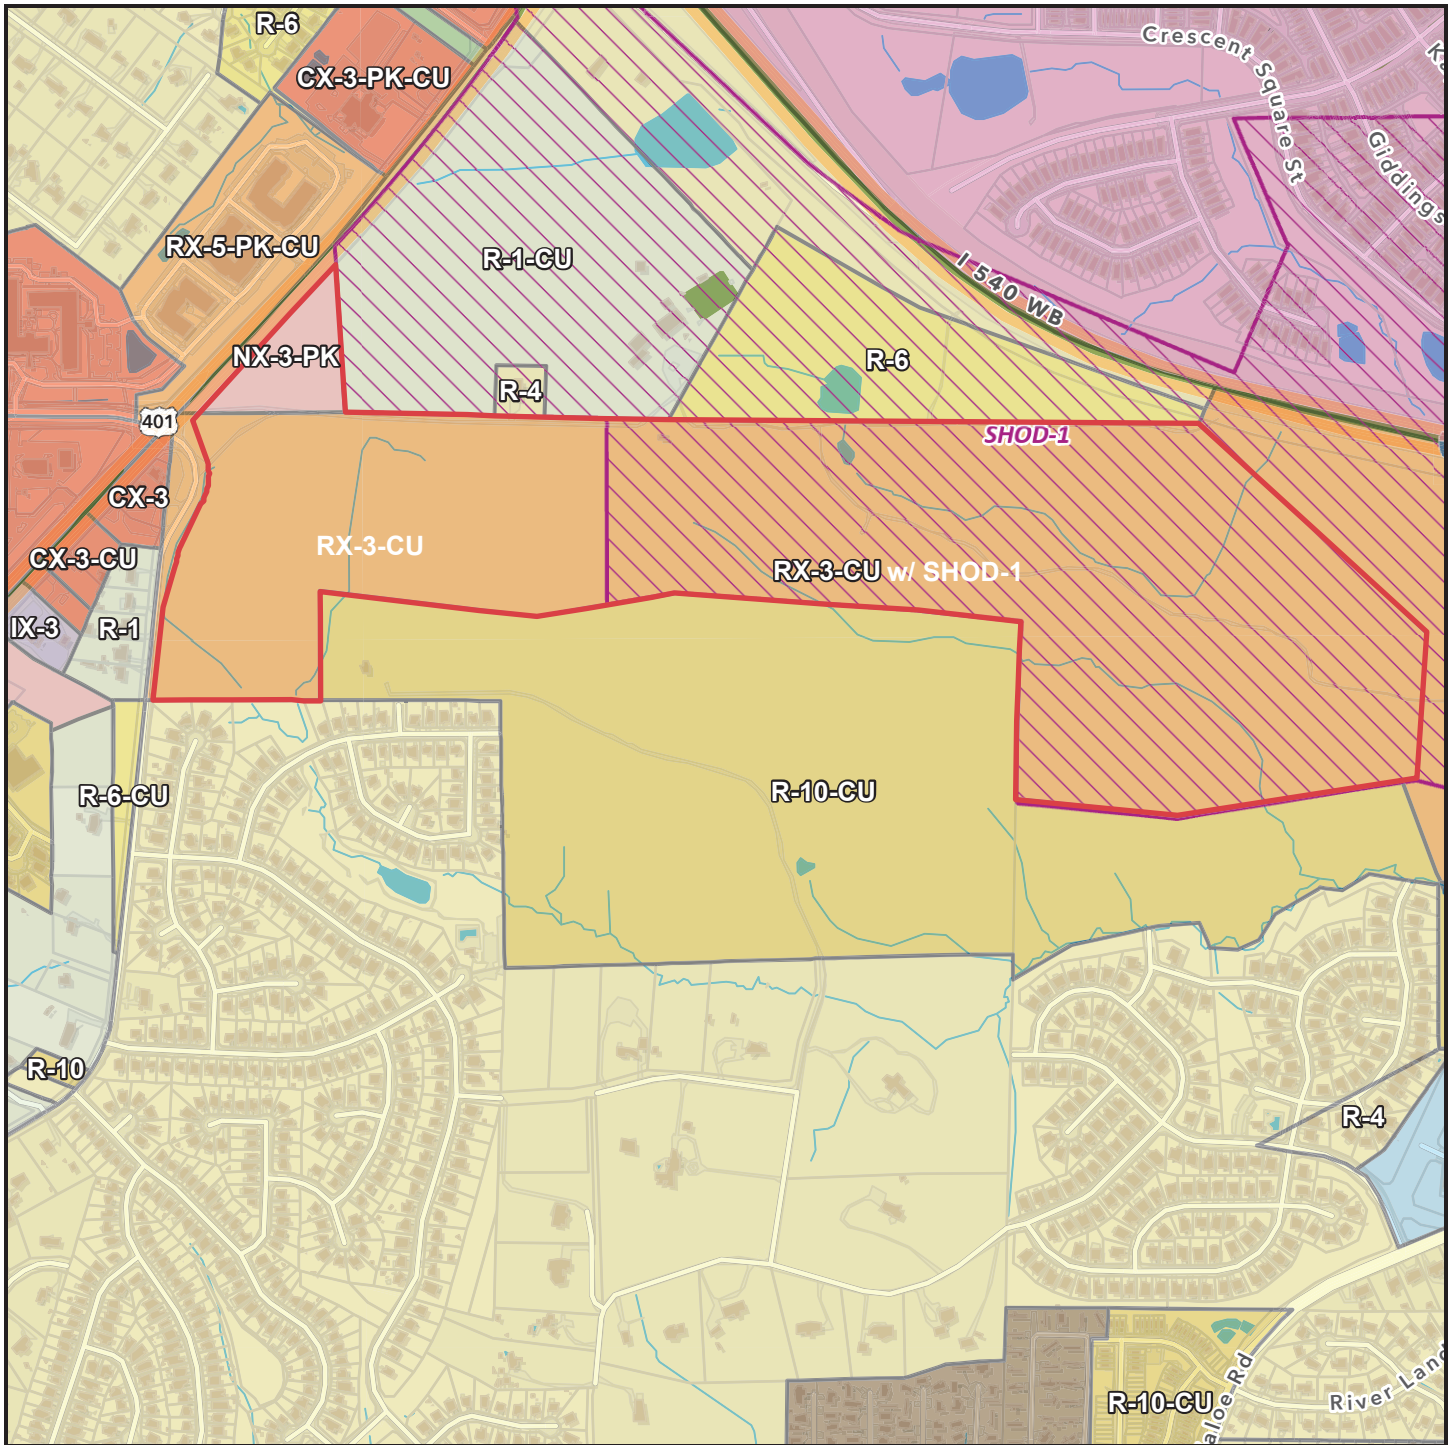 R-6
CX-3-PK-CU
Crescent Square St
Giddings
RX-5-PK-CU
R-1-CU
I 540 WB
NX-3-PK
R-6
R-4
401
SHOD-1
CX-3
RX-3-CU
CX-3-CU
RX-3-CU w/ SHOD-1
IX-3
R-1
R-10-CU
R-6-CU
R-10
R-4
R-10-CU
aloe-Rd
River Land